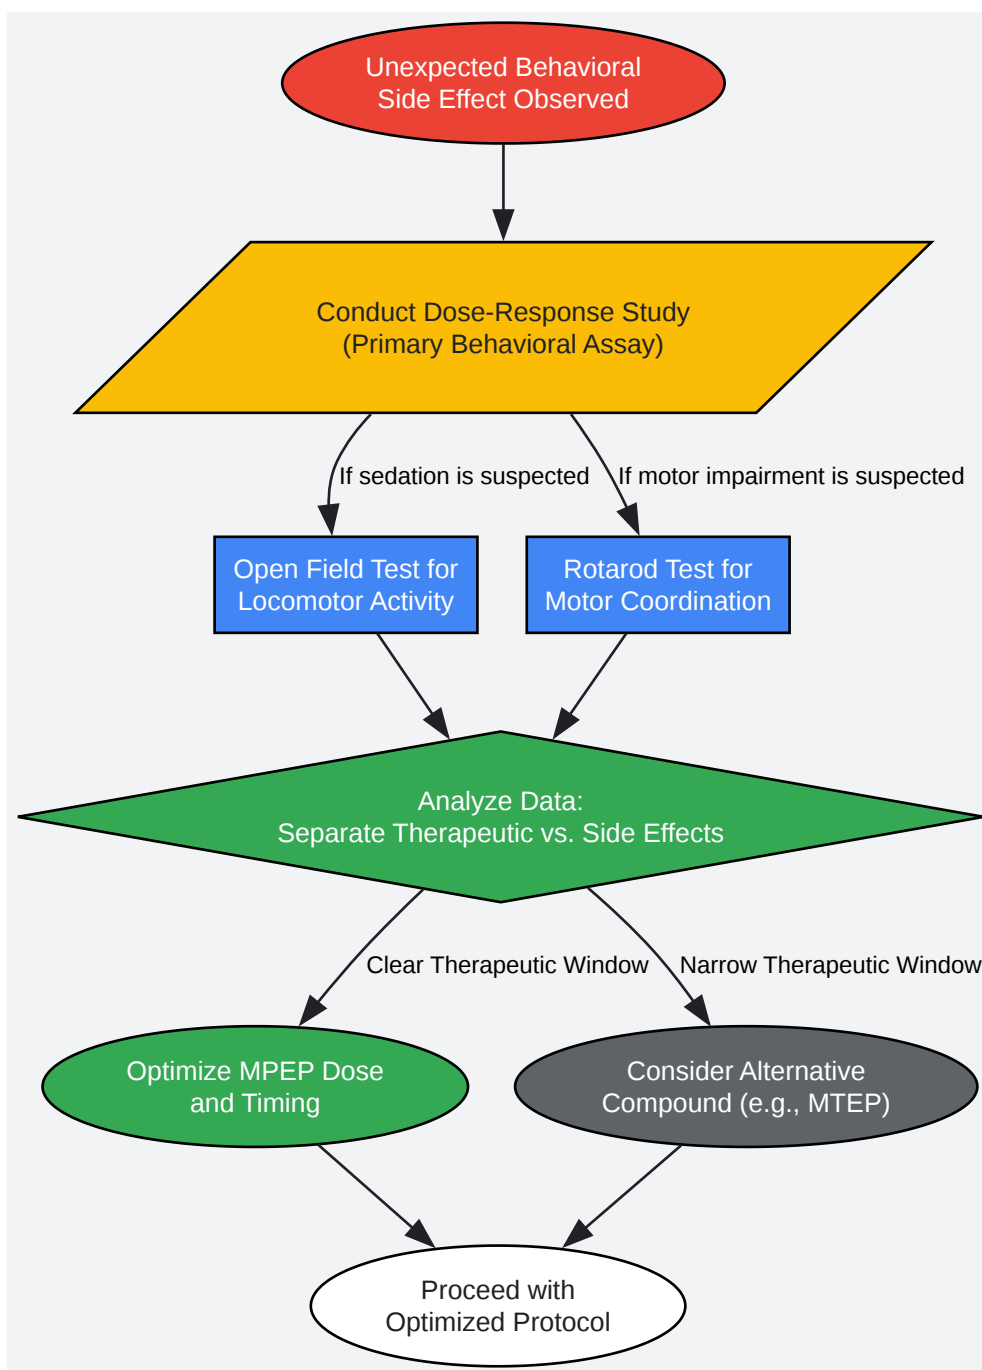 Unexpected Behavioral
Side Effect Observed
Conduct Dose-Response Study
(Primary Behavioral Assay)
If sedation is suspected
If motor impairment is suspected
Open Field Test for
Locomotor Activity
Rotarod Test for
Motor Coordination
Analyze Data:
Separate Therapeutic vs. Side Effects
Clear Therapeutic Window
Narrow Therapeutic Window
Optimize MPEP Dose
and Timing
Consider Alternative
Compound (e.g., MTEP)
Proceed with
Optimized Protocol